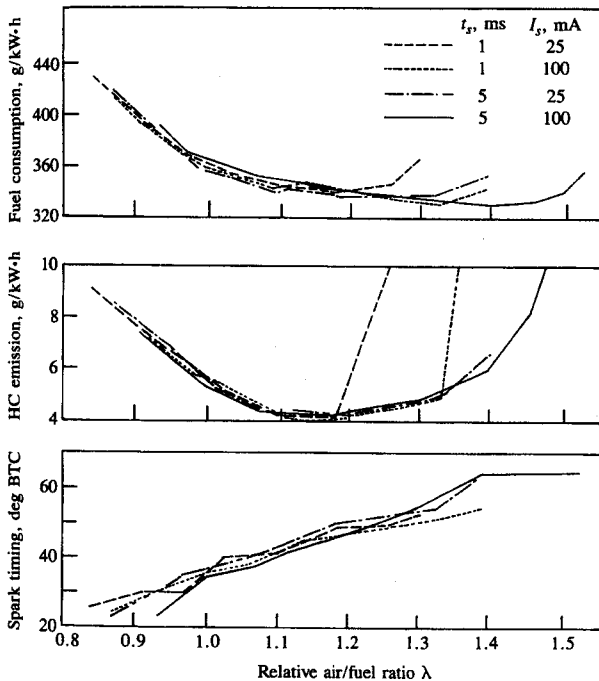 Fuel consumption, g/kW·h
440
400
360
320
t_s, ms I_s, mA
1 25
1 100
5 25
5 100
HC emission, g/kW·h
10
8
6
4
Spark timing, deg BTC
60
40
20
0.8 0.9 1.0 1.1 1.2 1.3 1.4 1.5
Relative air/fuel ratio λ